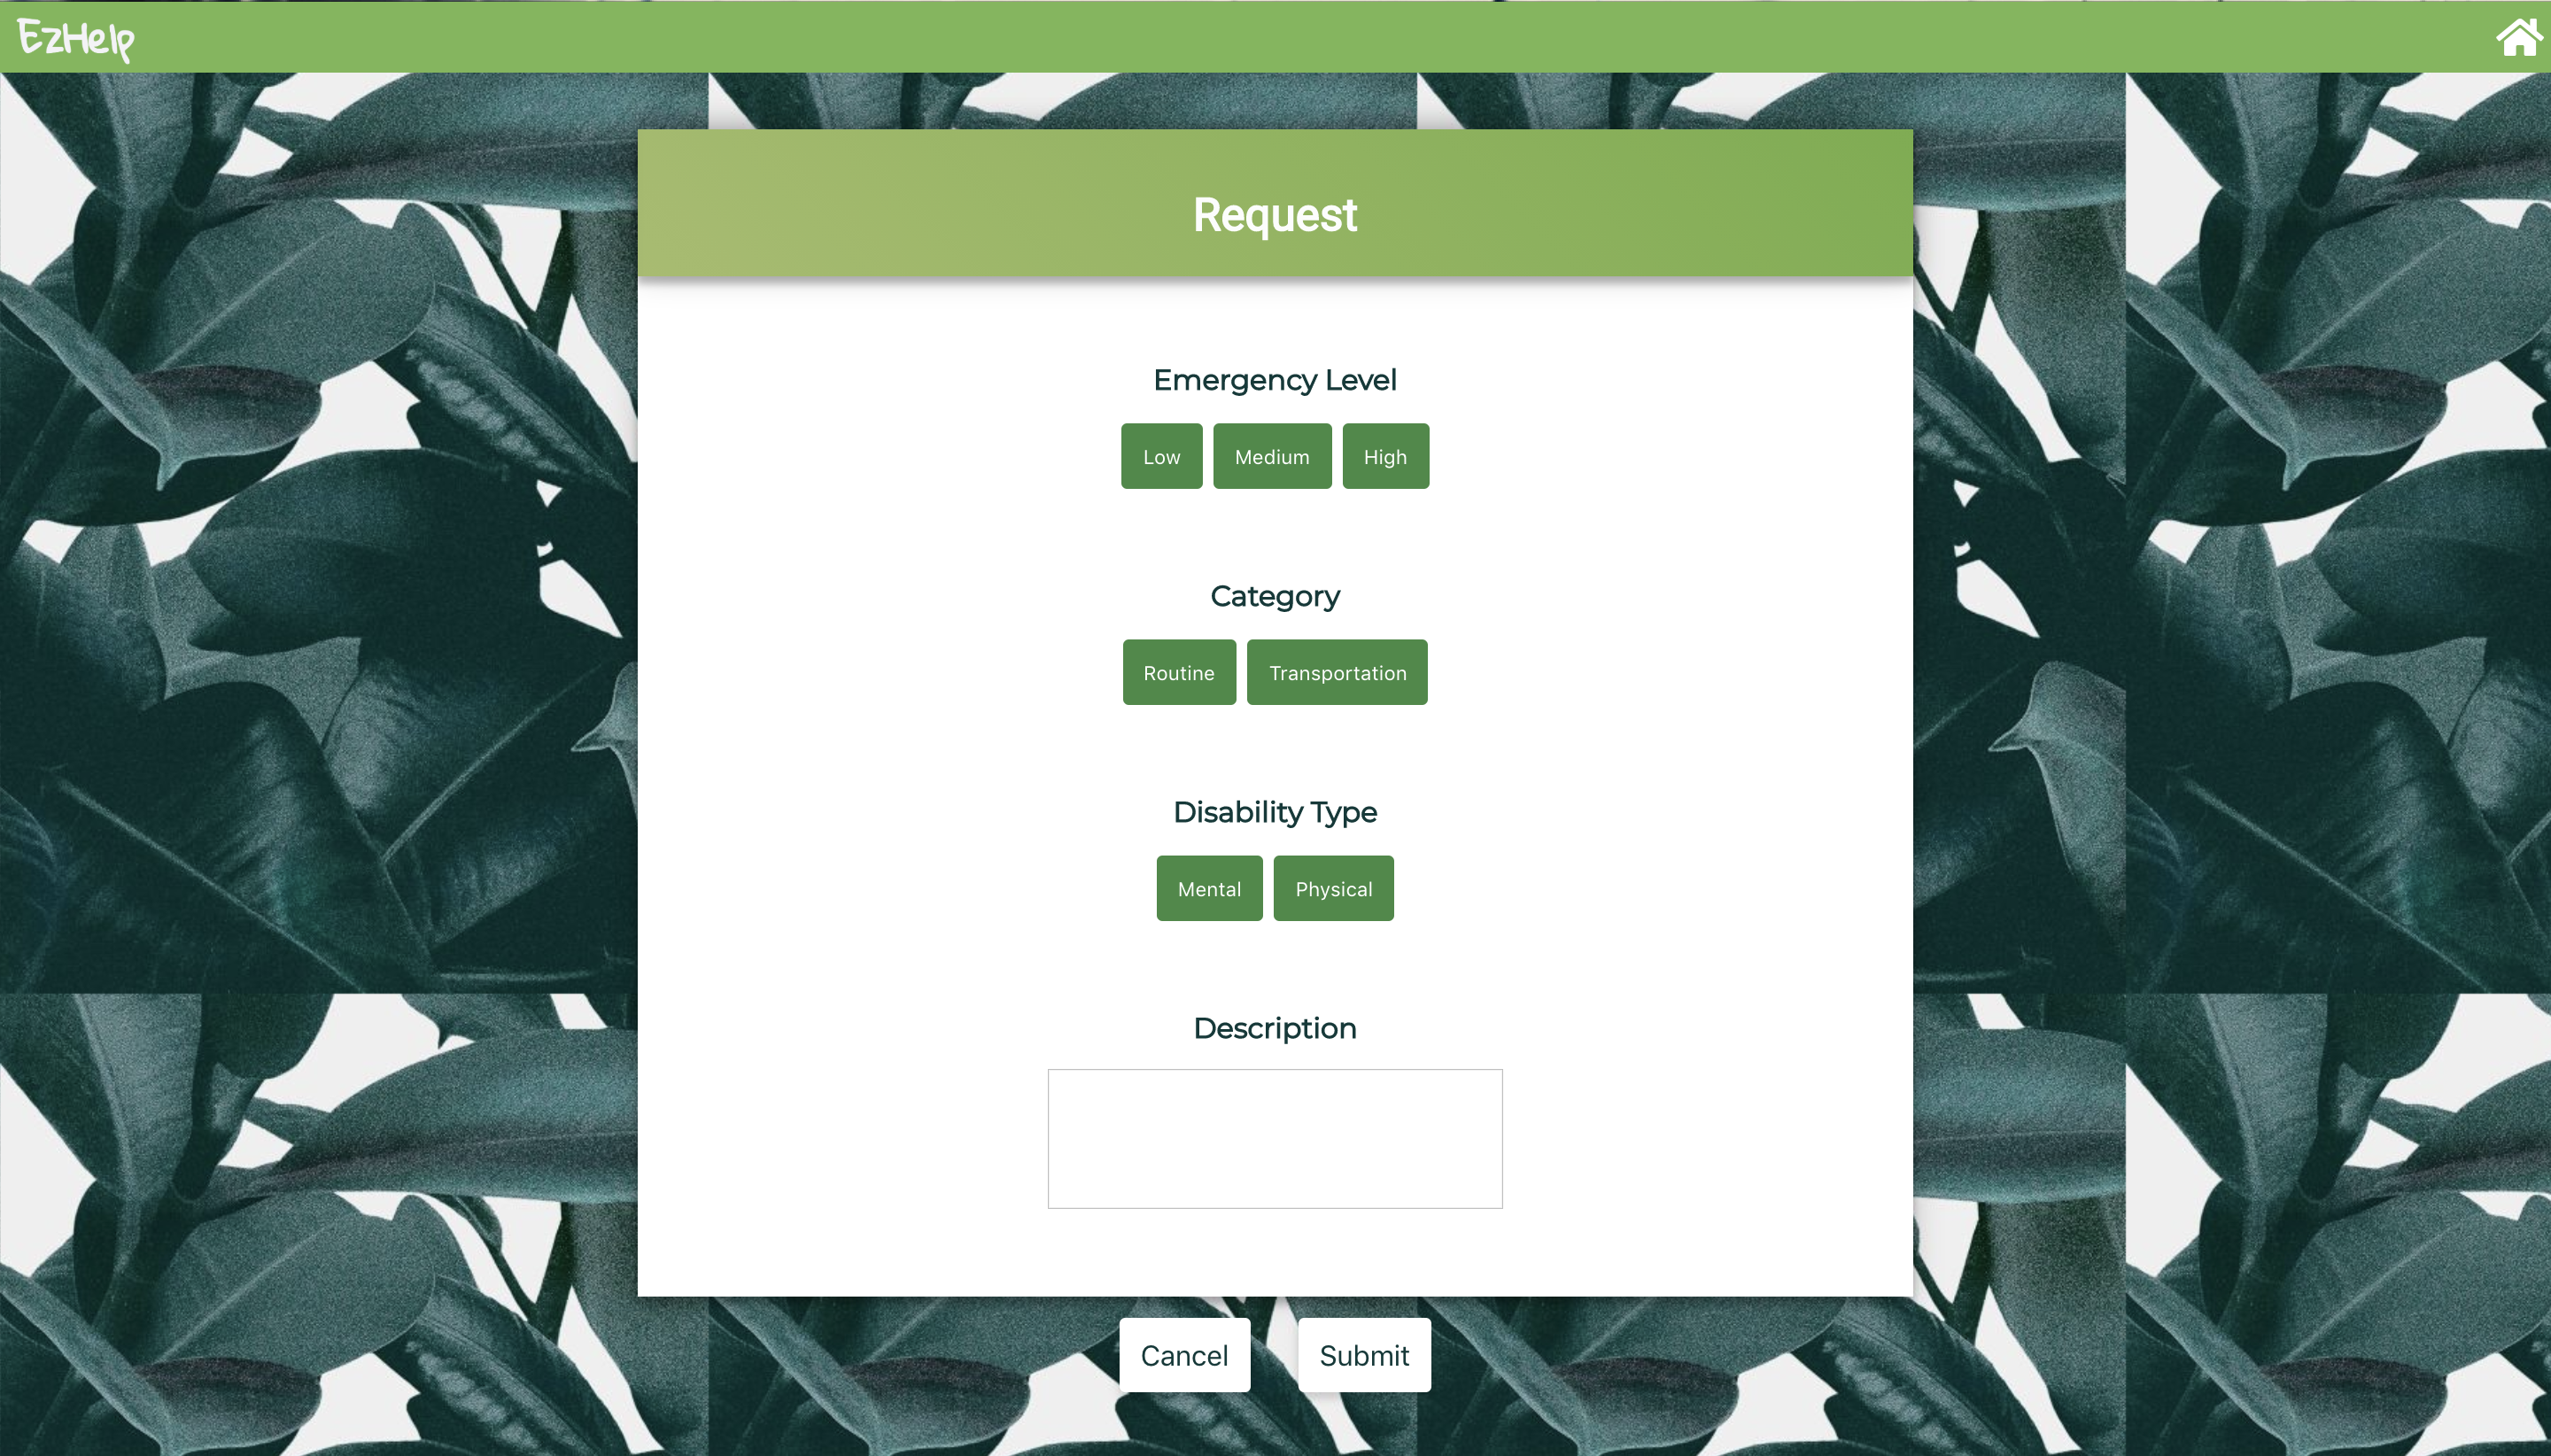 EzHelp
Request
Emergency Level
Low Medium High
Category
Routine Transportation
Disability Type
Mental Physical
Description
Cancel Submit